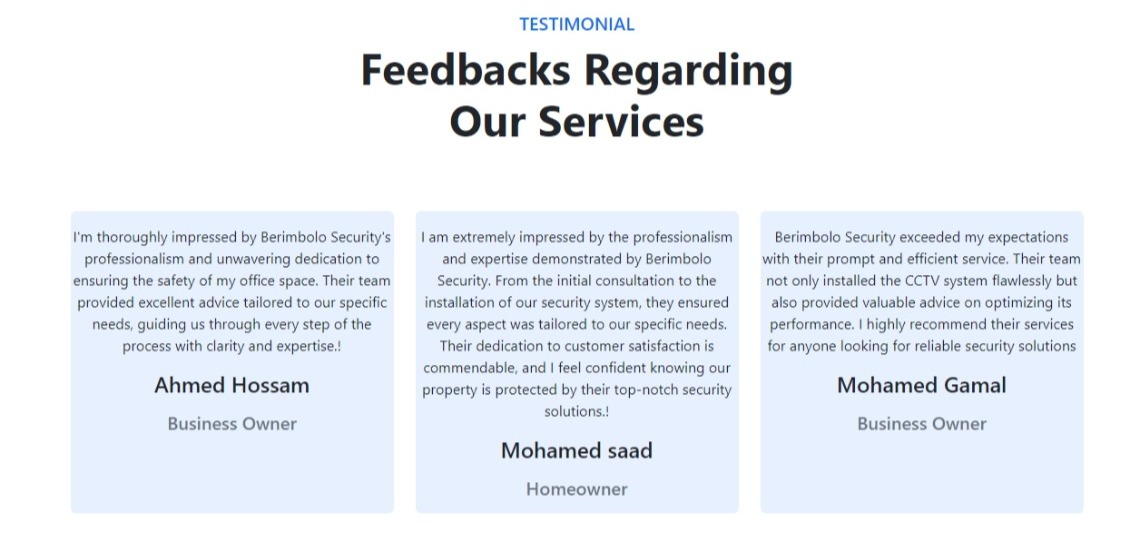 TESTIMONIAL
Feedbacks Regarding
Our Services
I'm thoroughly impressed by Berimbolo Security's
professionalism and unwavering dedication to
ensuring the safety of my office space. Their team
provided excellent advice tailored to our specific
needs, guiding us through every step of the
process with clarity and expertise.!
Ahmed Hossam
Business Owner
I am extremely impressed by the professionalism
and expertise demonstrated by Berimbolo
Security. From the initial consultation to the
installation of our security system, they ensured
every aspect was tailored to our specific needs.
Their dedication to customer satisfaction is
commendable, and I feel confident knowing our
property is protected by their top-notch security
solutions.!
Mohamed saad
Homeowner
Berimbolo Security exceeded my expectations
with their prompt and efficient service. Their team
not only installed the CCTV system flawlessly but
also provided valuable advice on optimizing its
performance. I highly recommend their services
for anyone looking for reliable security solutions
Mohamed Gamal
Business Owner